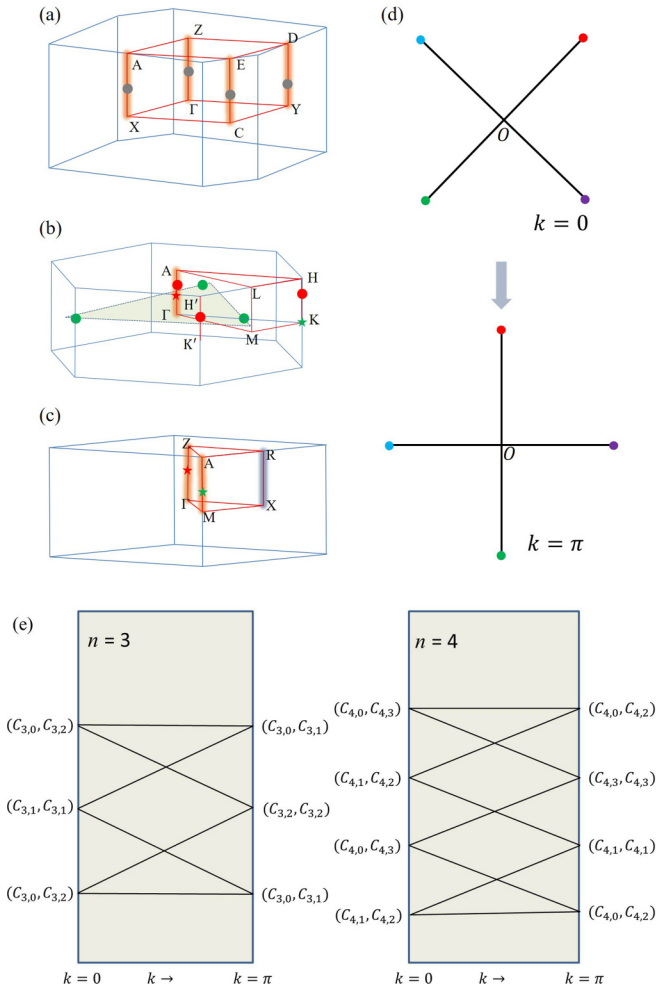 (a)
Z
D
A
E
Γ
Y
X
C
(b)
A
H
L
H′
Γ
K
M
K′
(c)
Z
A
R
Γ
X
M
(d)
O
k = 0
O
k = π
(e)
n = 3
(C3,0, C3,2)
(C3,0, C3,1)
(C3,1, C3,1)
(C3,2, C3,2)
(C3,0, C3,2)
(C3,0, C3,1)
k = 0
k →
k = π
n = 4
(C4,0, C4,3)
(C4,0, C4,2)
(C4,1, C4,2)
(C4,3, C4,3)
(C4,0, C4,3)
(C4,1, C4,1)
(C4,1, C4,2)
(C4,0, C4,2)
k = 0
k →
k = π